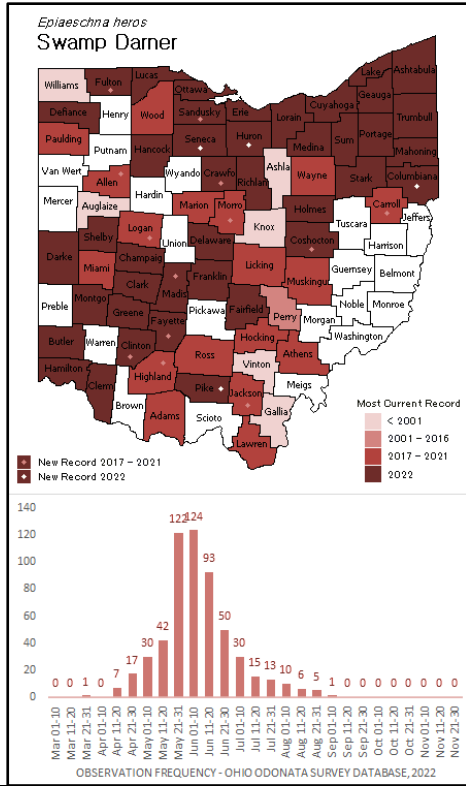 Epiaeschna heros
Swamp Darner
Williams Fulton Lucas Ottawa Lake Ashtabula
Geauga
Defiance Henry Wood Sandusky Erie Lorain Cuyahoga Trumbull
Paulding Putnam Hancock Seneca Huron Medina Sum Portage Mahoning
Van Wert Allen Wyando Crawfo Richlan Ashla Wayne Stark Columbiana
Mercer Auglaize Hardin Marion Morro Knox Holmes Tuscara Carroll Jeffers
Shelby Logan Union Delaware Coshocton Harrison
Darke Miami Champaig Licking Guernsey Belmont
Clark Madis Franklin Muskingu
Preble Montgo Greene Pickawa Fairfield Perry Morgan Noble Monroe
Fayette Washington
Butler Warren Clinton Ross Hocking Athens
Hamilton Clerm Highland Vinton Meigs
Brown Adams Pike Jackson Gallia
Scioto Lawren
Most Current Record
< 2001
2001 - 2016
2017 - 2021
2022
New Record 2017 - 2021
New Record 2022
140
120
100
80
60
40
20
0
0 0 1 0 7 17 30 42 122 124 93 50 30 15 13 10 6 5 1 0 0 0 0 0 0 0 0
Mar 01-10
Mar 11-20
Mar 21-31
Apr 01-10
Apr 11-20
Apr 21-30
May 01-10
May 11-20
May 21-31
Jun 01-10
Jun 11-20
Jun 21-30
Jul 01-10
Jul 11-20
Jul 21-31
Aug 01-10
Aug 11-20
Aug 21-31
Sep 01-10
Sep 11-20
Sep 21-30
Oct 01-10
Oct 11-20
Oct 21-31
Nov 01-10
Nov 11-20
Nov 21-30
OBSERVATION FREQUENCY - OHIO ODONATA SURVEY DATABASE, 2022